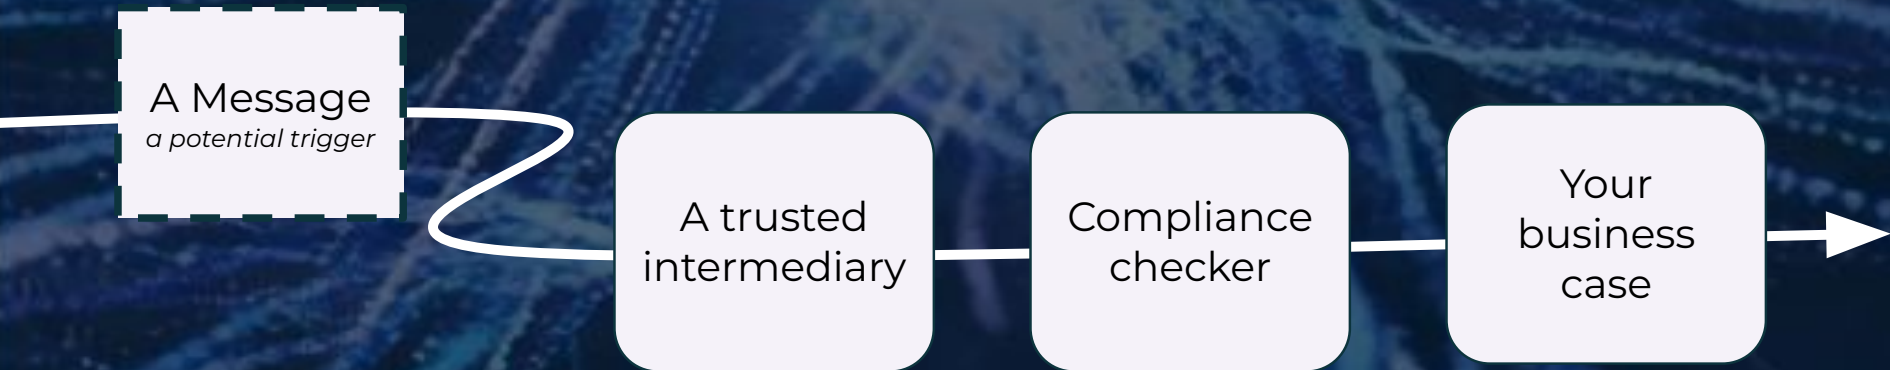 A Message
a potential trigger
A trusted
intermediary
Compliance
checker
Your
business
case